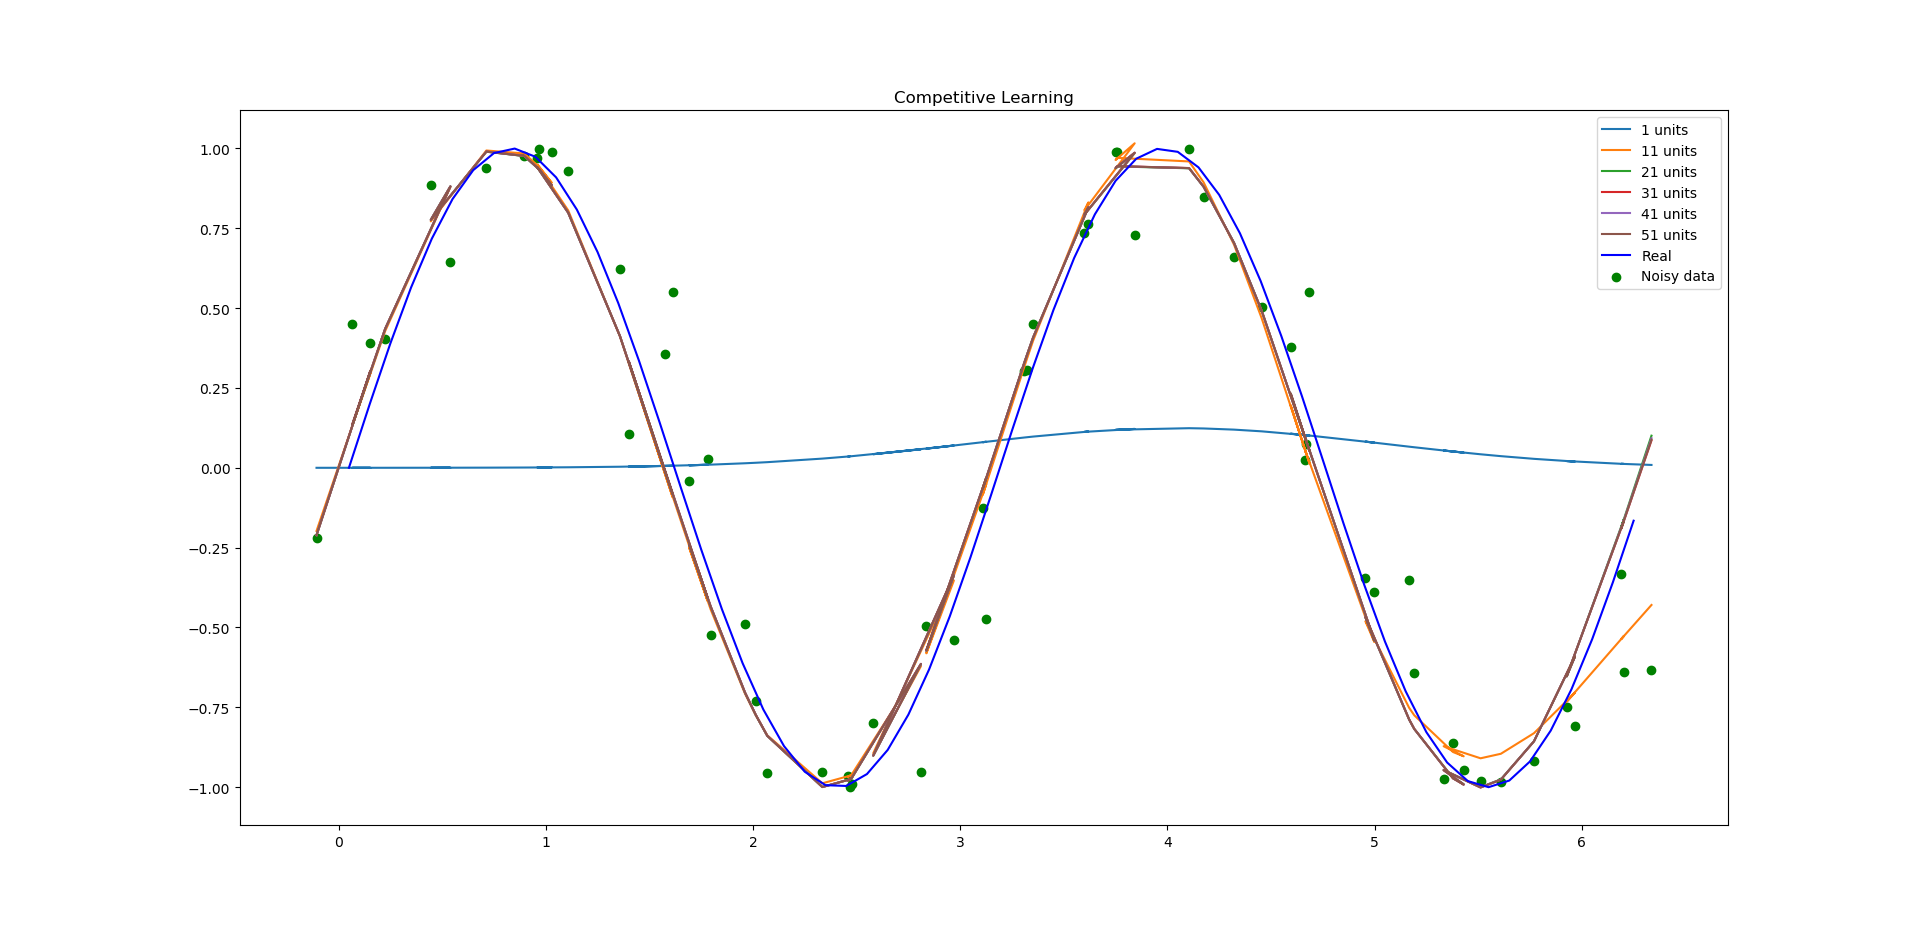 Competitive Learning
1 units
11 units
21 units
31 units
41 units
51 units
Real
Noisy data
1.00
0.75
0.50
0.25
0.00
−0.25
−0.50
−0.75
−1.00
0 1 2 3 4 5 6